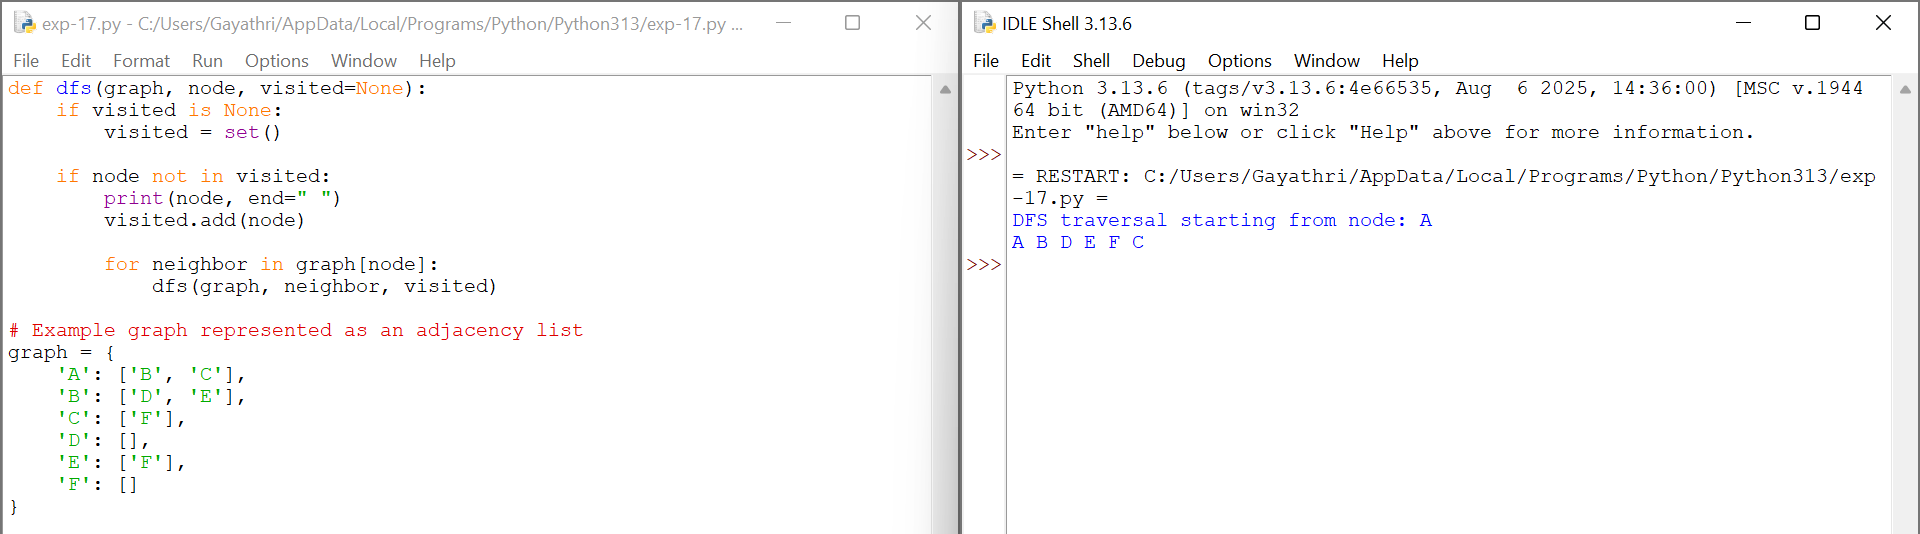 exp-17.py - C:/Users/Gayathri/AppData/Local/Programs/Python/Python313/exp-17.py ...
File Edit Format Run Options Window Help
def dfs(graph, node, visited=None):
    if visited is None:
        visited = set()

    if node not in visited:
        print(node, end=" ")
        visited.add(node)

        for neighbor in graph[node]:
            dfs(graph, neighbor, visited)

# Example graph represented as an adjacency list
graph = {
    'A': ['B', 'C'],
    'B': ['D', 'E'],
    'C': ['F'],
    'D': [],
    'E': ['F'],
    'F': []
}
IDLE Shell 3.13.6
File Edit Shell Debug Options Window Help
Python 3.13.6 (tags/v3.13.6:4e66535, Aug  6 2025, 14:36:00) [MSC v.1944
64 bit (AMD64)] on win32
Enter "help" below or click "Help" above for more information.
>>>
= RESTART: C:/Users/Gayathri/AppData/Local/Programs/Python/Python313/exp
-17.py =
DFS traversal starting from node: A
A B D E F C
>>>